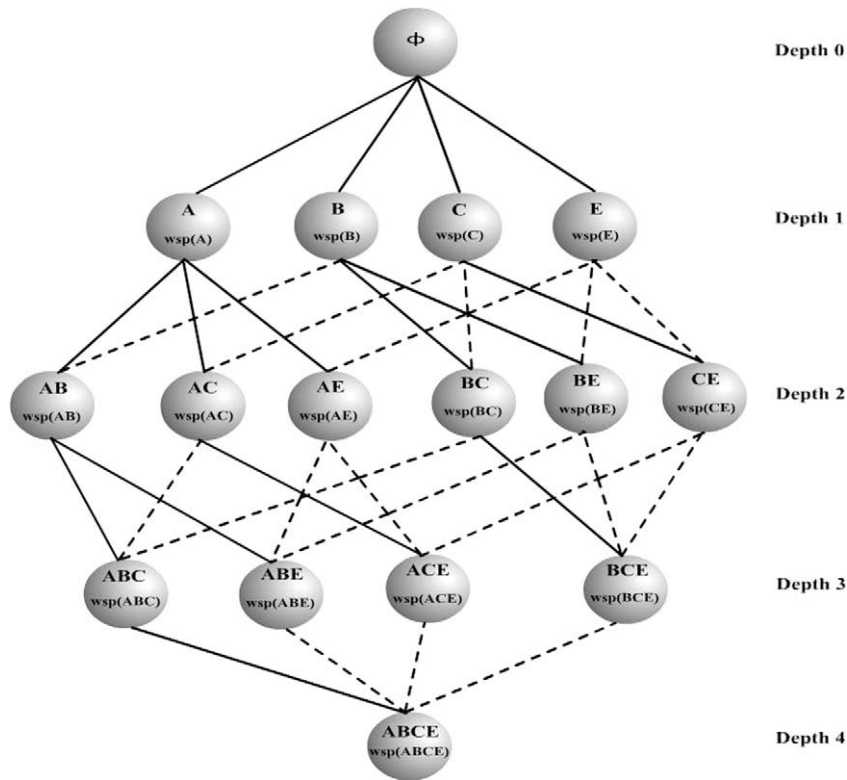 Φ
Depth 0
A
wsp(A)
B
wsp(B)
C
wsp(C)
E
wsp(E)
Depth 1
AB
wsp(AB)
AC
wsp(AC)
AE
wsp(AE)
BC
wsp(BC)
BE
wsp(BE)
CE
wsp(CE)
Depth 2
ABC
wsp(ABC)
ABE
wsp(ABE)
ACE
wsp(ACE)
BCE
wsp(BCE)
Depth 3
ABCE
wsp(ABCE)
Depth 4